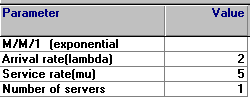 Parameter Value
M/M/1 (exponential
Arrival rate(lambda) 2
Service rate(mu) 5
Number of servers 1